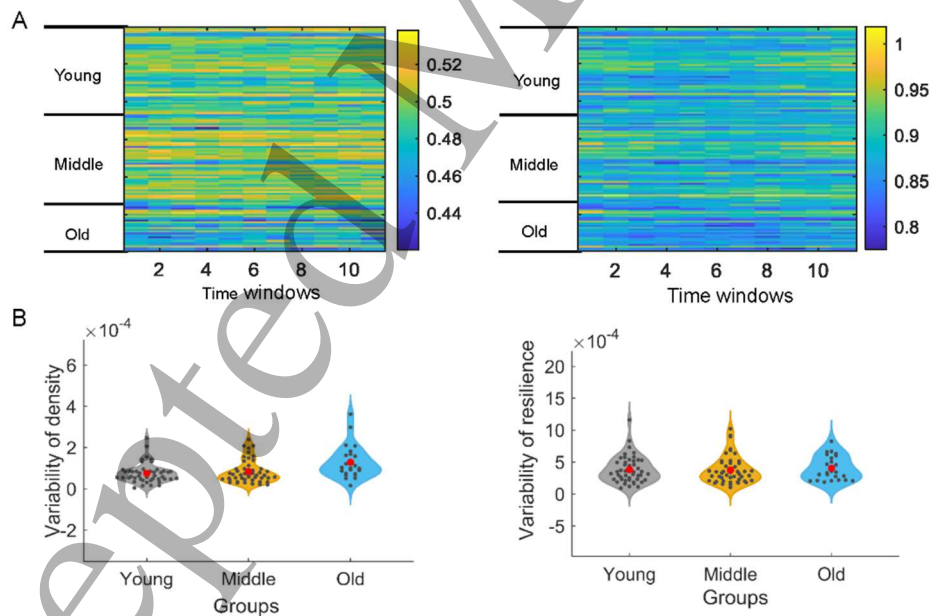 A
Young
Middle
Old
0.52
0.5
0.48
0.46
0.44
2 4 6 8 10
Time windows
Young
Middle
Old
1
0.95
0.9
0.85
0.8
2 4 6 8 10
Time windows
B
×10⁻⁴
6
4
2
0
-2
Variability of density
Young Middle Old
Groups
×10⁻⁴
20
15
10
5
0
-5
Variability of resilience
Young Middle Old
Groups
epted M